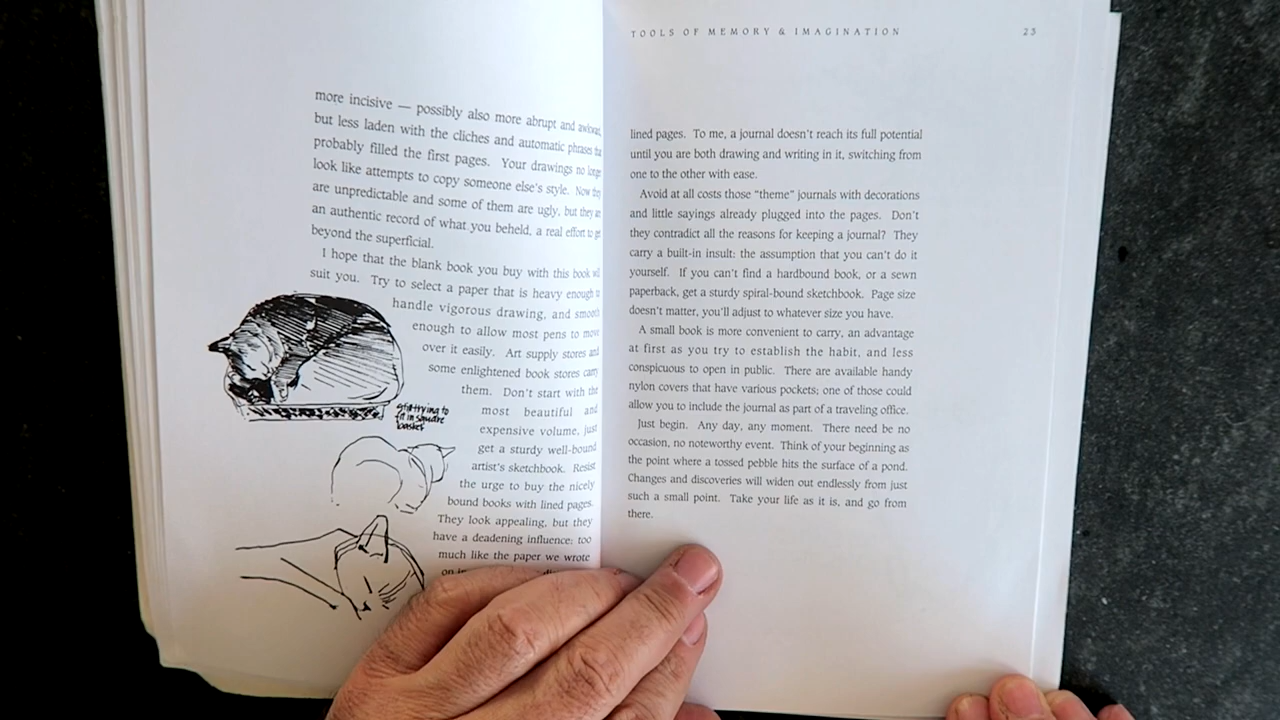 more incisive — possibly also more abrupt and awkward,
but less laden with the cliches and automatic phrases that
probably filled the first pages. Your drawings no longer
look like attempts to copy someone else's style. Now they
are unpredictable and some of them are ugly, but they are
an authentic record of what you beheld, a real effort to get
beyond the superficial.
I hope that the blank book you buy with this book will
suit you. Try to select a paper that is heavy enough to
handle vigorous drawing, and smooth
enough to allow most pens to move
over it easily. Art supply stores and
some enlightened book stores carry
them. Don't start with the
most beautiful and
expensive volume, just
get a sturdy well-bound
artist's sketchbook. Resist
the urge to buy the nicely
bound books with lined pages.
They look appealing, but they
have a deadening influence: too
much like the paper we wrote
on in
still trying to
fit in square
basket
TOOLS OF MEMORY & IMAGINATION 23
lined pages. To me, a journal doesn't reach its full potential
until you are both drawing and writing in it, switching from
one to the other with ease.
Avoid at all costs those "theme" journals with decorations
and little sayings already plugged into the pages. Don't
they contradict all the reasons for keeping a journal? They
carry a built-in insult: the assumption that you can't do it
yourself. If you can't find a hardbound book, or a sewn
paperback, get a sturdy spiral-bound sketchbook. Page size
doesn't matter, you'll adjust to whatever size you have.
A small book is more convenient to carry, an advantage
at first as you try to establish the habit, and less
conspicuous to open in public. There are available handy
nylon covers that have various pockets; one of those could
allow you to include the journal as part of a traveling office.
Just begin. Any day, any moment. There need be no
occasion, no noteworthy event. Think of your beginning as
the point where a tossed pebble hits the surface of a pond.
Changes and discoveries will widen out endlessly from just
such a small point. Take your life as it is, and go from
there.